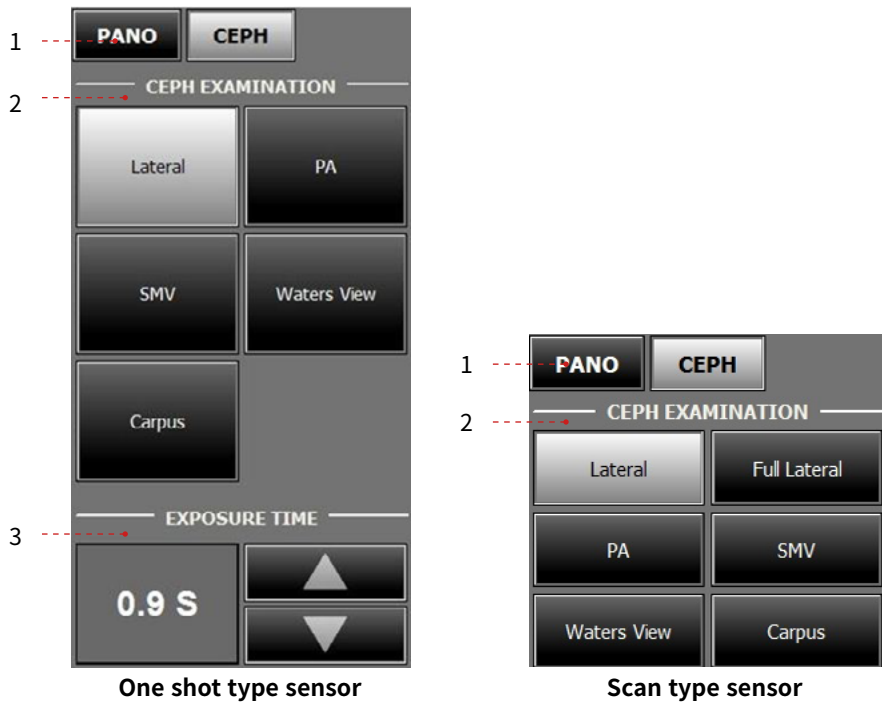 1
PANO CEPH
2
CEPH EXAMINATION
Lateral PA
SMV Waters View
Carpus
3
EXPOSURE TIME
0.9 S
One shot type sensor
1
PANO CEPH
2
CEPH EXAMINATION
Lateral Full Lateral
PA SMV
Waters View Carpus
Scan type sensor